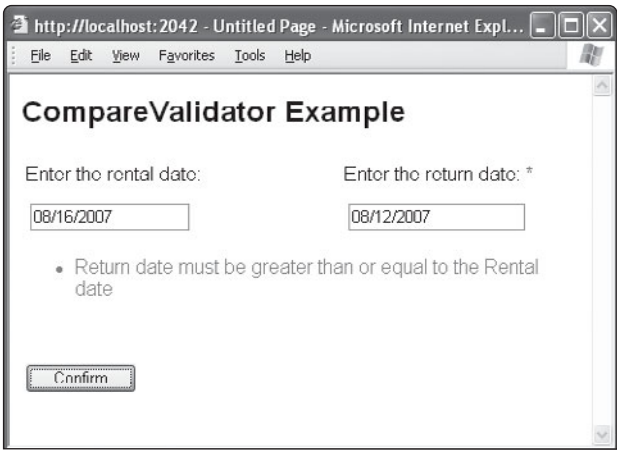 http://localhost:2042 - Untitled Page - Microsoft Internet Expl...
File Edit View Favorites Tools Help
CompareValidator Example
Enter the rental date:
Enter the return date: *
08/16/2007
08/12/2007
• Return date must be greater than or equal to the Rental
date
Confirm